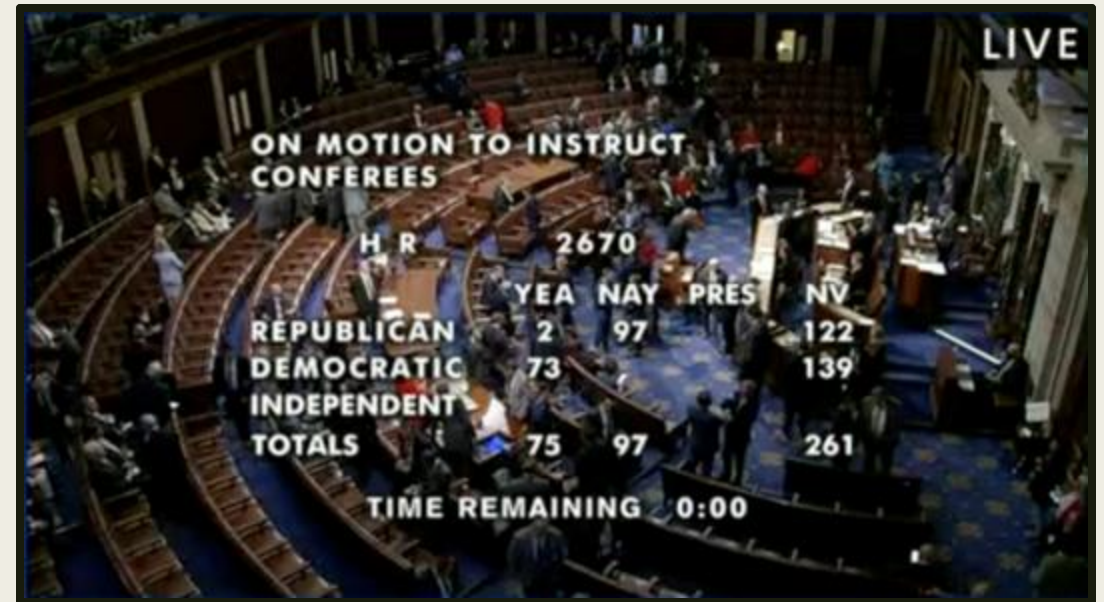 LIVE
ON MOTION TO INSTRUCT
CONFEREES
H R 2670
YEA NAY PRES NV
REPUBLICAN 2 97 122
DEMOCRATIC 73 139
INDEPENDENT
TOTALS 75 97 261
TIME REMAINING 0:00